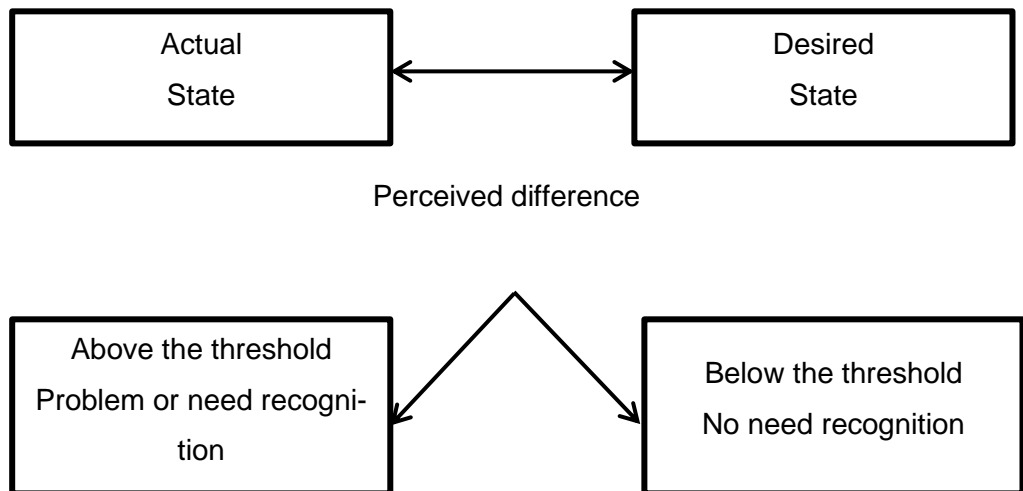 Actual
State
Desired
State
Perceived difference
Above the threshold
Problem or need recogni-
tion
Below the threshold
No need recognition